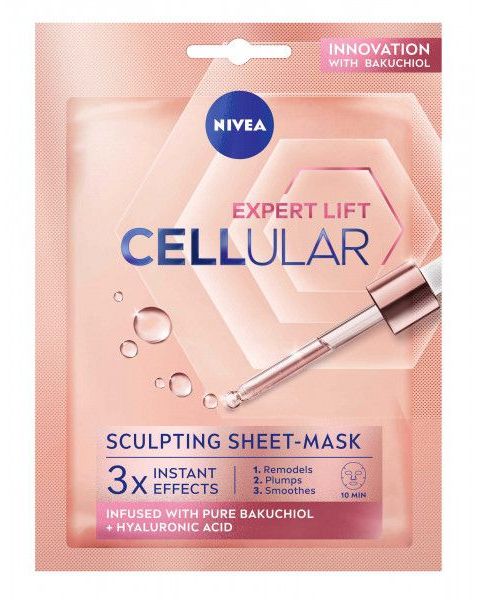 INNOVATION
WITH BAKUCHIOL
NIVEA
EXPERT LIFT
CELLULAR
SCULPTING SHEET-MASK
3x INSTANT EFFECTS
1. Remodels
2. Plumps
3. Smoothes
10 MIN
INFUSED WITH PURE BAKUCHIOL
+ HYALURONIC ACID